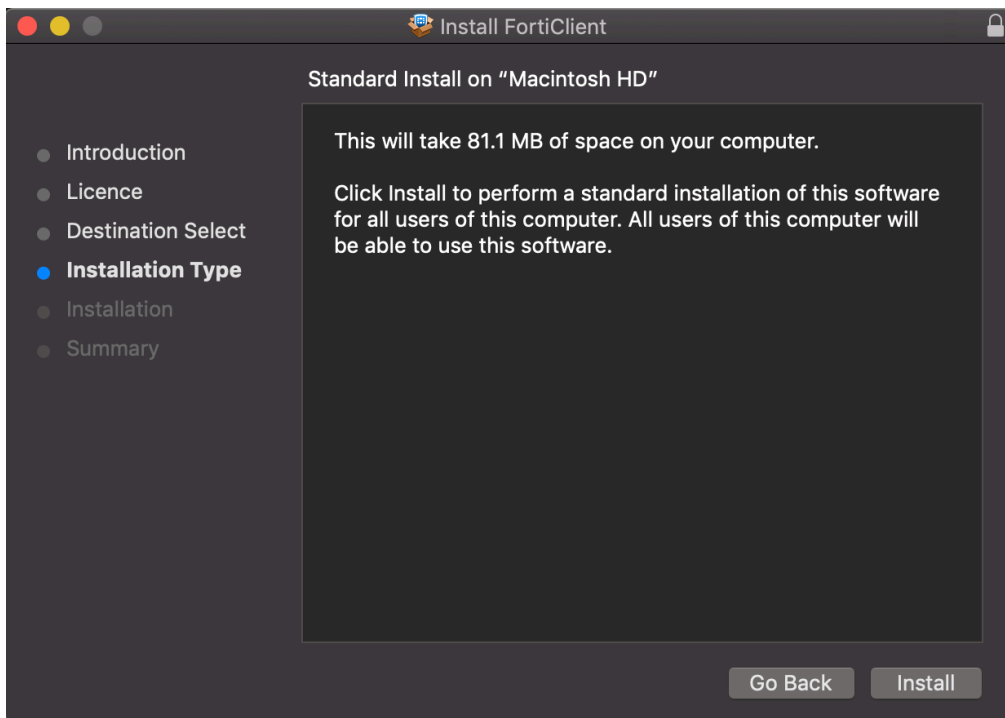 Install FortiClient
Standard Install on “Macintosh HD”
Introduction
Licence
Destination Select
Installation Type
Installation
Summary
This will take 81.1 MB of space on your computer.
Click Install to perform a standard installation of this software
for all users of this computer. All users of this computer will
be able to use this software.
Go Back
Install